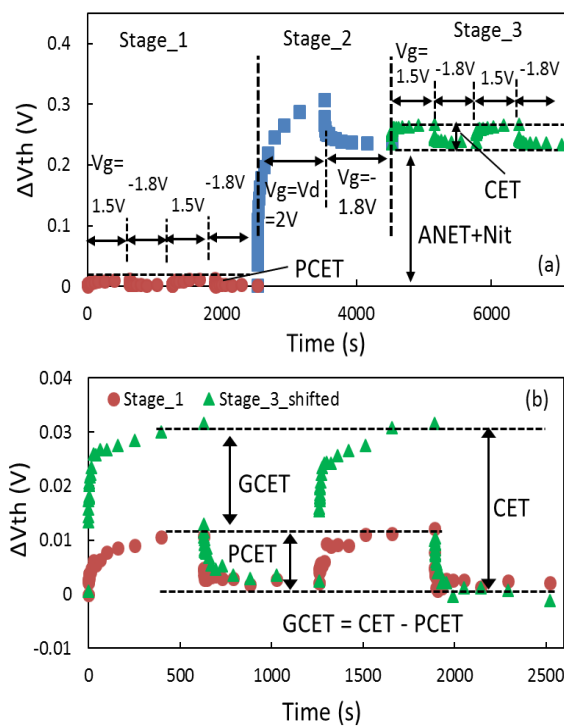 Stage_1
Stage_2
Stage_3
Vg=
1.5V
-1.8V
1.5V
-1.8V
0.4
0.3
0.2
0.1
0
ΔVth (V)
-Vg=
1.5V
-1.8V
1.5V
-1.8V
Vg=Vd
=2V
Vg=-
1.8V
CET
ANET+Nit
PCET
(a)
0
2000
4000
6000
Time (s)
Stage_1
Stage_3_shifted
(b)
0.04
0.03
0.02
0.01
0
-0.01
ΔVth (V)
GCET
PCET
CET
GCET = CET - PCET
0
500
1000
1500
2000
2500
Time (s)